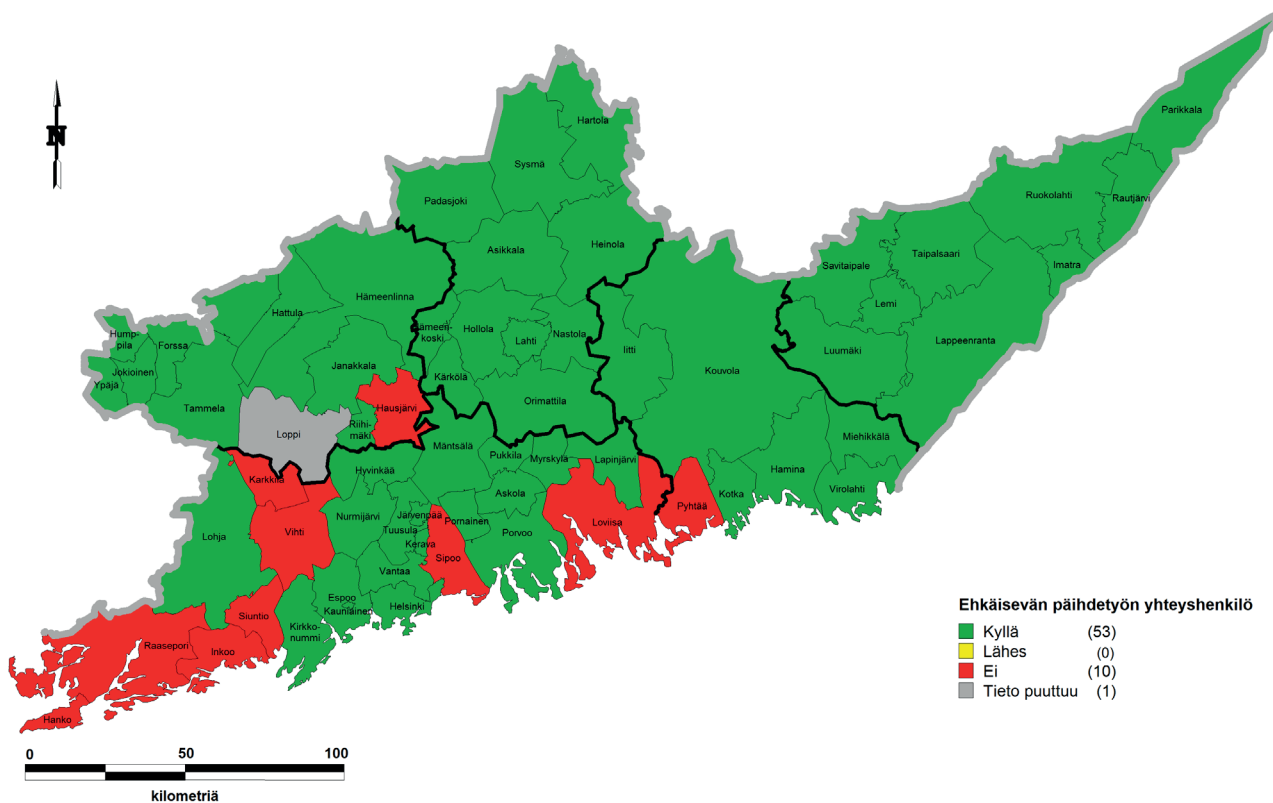 N
Parikkala
Hartola
Sysmä
Ruokolahti
Rautjärvi
Padasjoki
Asikkala
Heinola
Taipalsaari
Savitaipale
Imatra
Hämeenlinna
Lemi
Hattula
Hollola
Hämeen-
koski
Nastola
Lahti
Iitti
Lappeenranta
Hump-
pila
Forssa
Luumäki
Janakkala
Kouvola
Jokioinen
Ypäjä
Kärkölä
Orimattila
Tammela
Hausjärvi
Riihi-
mäki
Loppi
Miehikkälä
Mäntsälä
Pukkila
Myrskylä
Lapinjärvi
Hyvinkää
Hamina
Karkkila
Pyhtää
Kotka
Virolahti
Askola
Nurmijärvi
Järvenpää
Pornainen
Loviisa
Tuusula
Porvoo
Vihti
Lohja
Kerava
Sipoo
Vantaa
Espoo
Kauniainen
Helsinki
Siuntio
Kirkko-
nummi
Raasepori
Inkoo
Hanko
Ehkäisevän päihdetyön yhteyshenkilö
Kyllä (53)
Lähes (0)
Ei (10)
Tieto puuttuu (1)
0 50 100
kilometriä